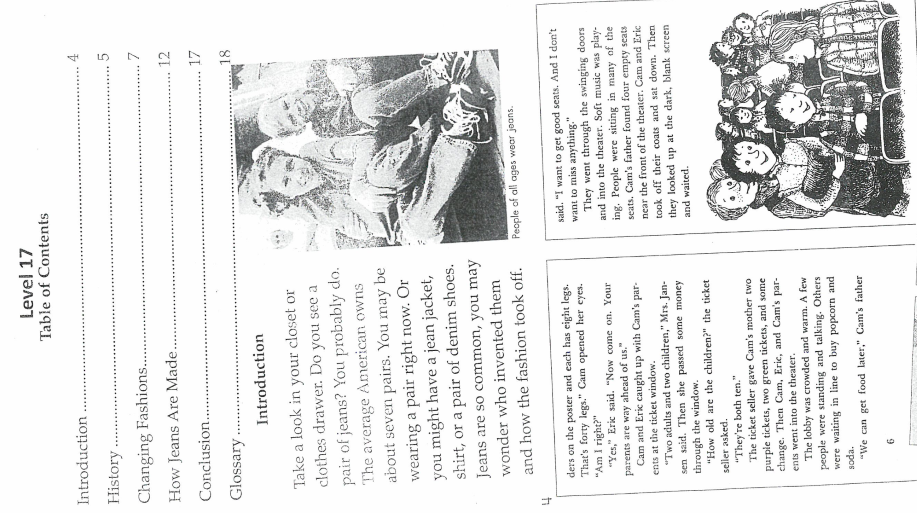 Level 17
Table of Contents
Introduction ........ 4
History ........ 5
Changing Fashions ........ 7
How Jeans Are Made ........ 12
Conclusion ........ 17
Glossary ........ 18
Introduction
Take a look in your closet or
clothes drawer. Do you see a
pair of jeans? You probably do.
The average American owns
about seven pairs. You may be
wearing a pair right now. Or
you might have a jean jacket,
shirt, or a pair of denim shoes.
Jeans are so common, you may
wonder who invented them
and how the fashion took off.
People of all ages wear jeans.
4
ders on the poster and each has eight legs.
That's forty legs." Cam opened her eyes.
"Am I right?"
"Yes," Eric said. "Now come on. Your
parents are way ahead of us."
Cam and Eric caught up with Cam's par-
ents at the ticket window.
"Two adults and two children," Mrs. Jan-
sen said. Then she passed some money
through the window.
"How old are the children?" the ticket
seller asked.
"They're both ten."
The ticket seller gave Cam's mother two
purple tickets, two green tickets, and some
change. Then Cam, Eric, and Cam's par-
ents went into the theater.
The lobby was crowded and warm. A few
people were standing and talking. Others
were waiting in line to buy popcorn and
soda.
"We can get food later," Cam's father
6
said. "I want to get good seats. And I don't
want to miss anything."
They went through the swinging doors
and into the theater. Soft music was play-
ing. People were sitting in many of the
seats. Cam's father found four empty seats
near the front of the theater. Cam and Eric
took off their coats and sat down. Then
they looked up at the dark, blank screen
and waited.